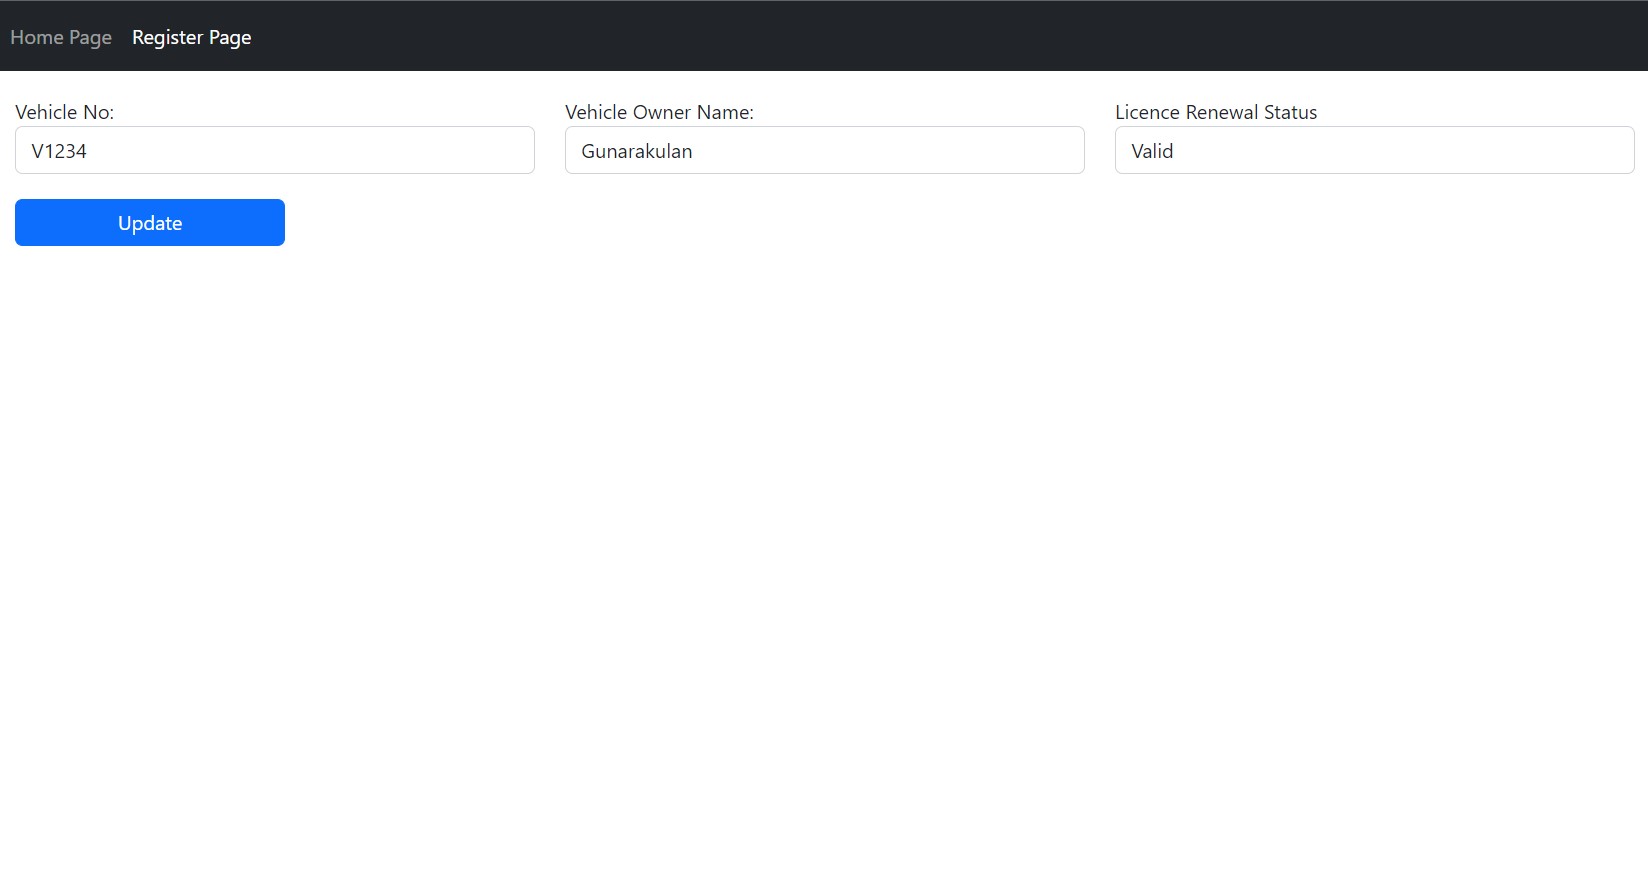 Home Page Register Page
Vehicle No: Vehicle Owner Name: Licence Renewal Status
V1234 Gunarakulan Valid
Update